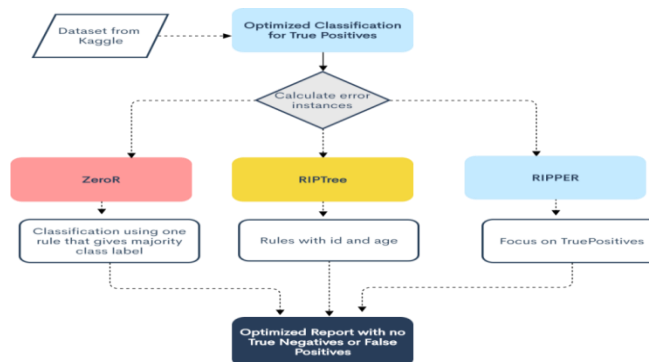 Dataset from
Kaggle
Optimized Classification
for True Positives
Calculate error
instances
ZeroR
RIPTree
RIPPER
Classification using one
rule that gives majority
class label
Rules with id and age
Focus on TruePositives
Optimized Report with no
True Negatives or False
Positives